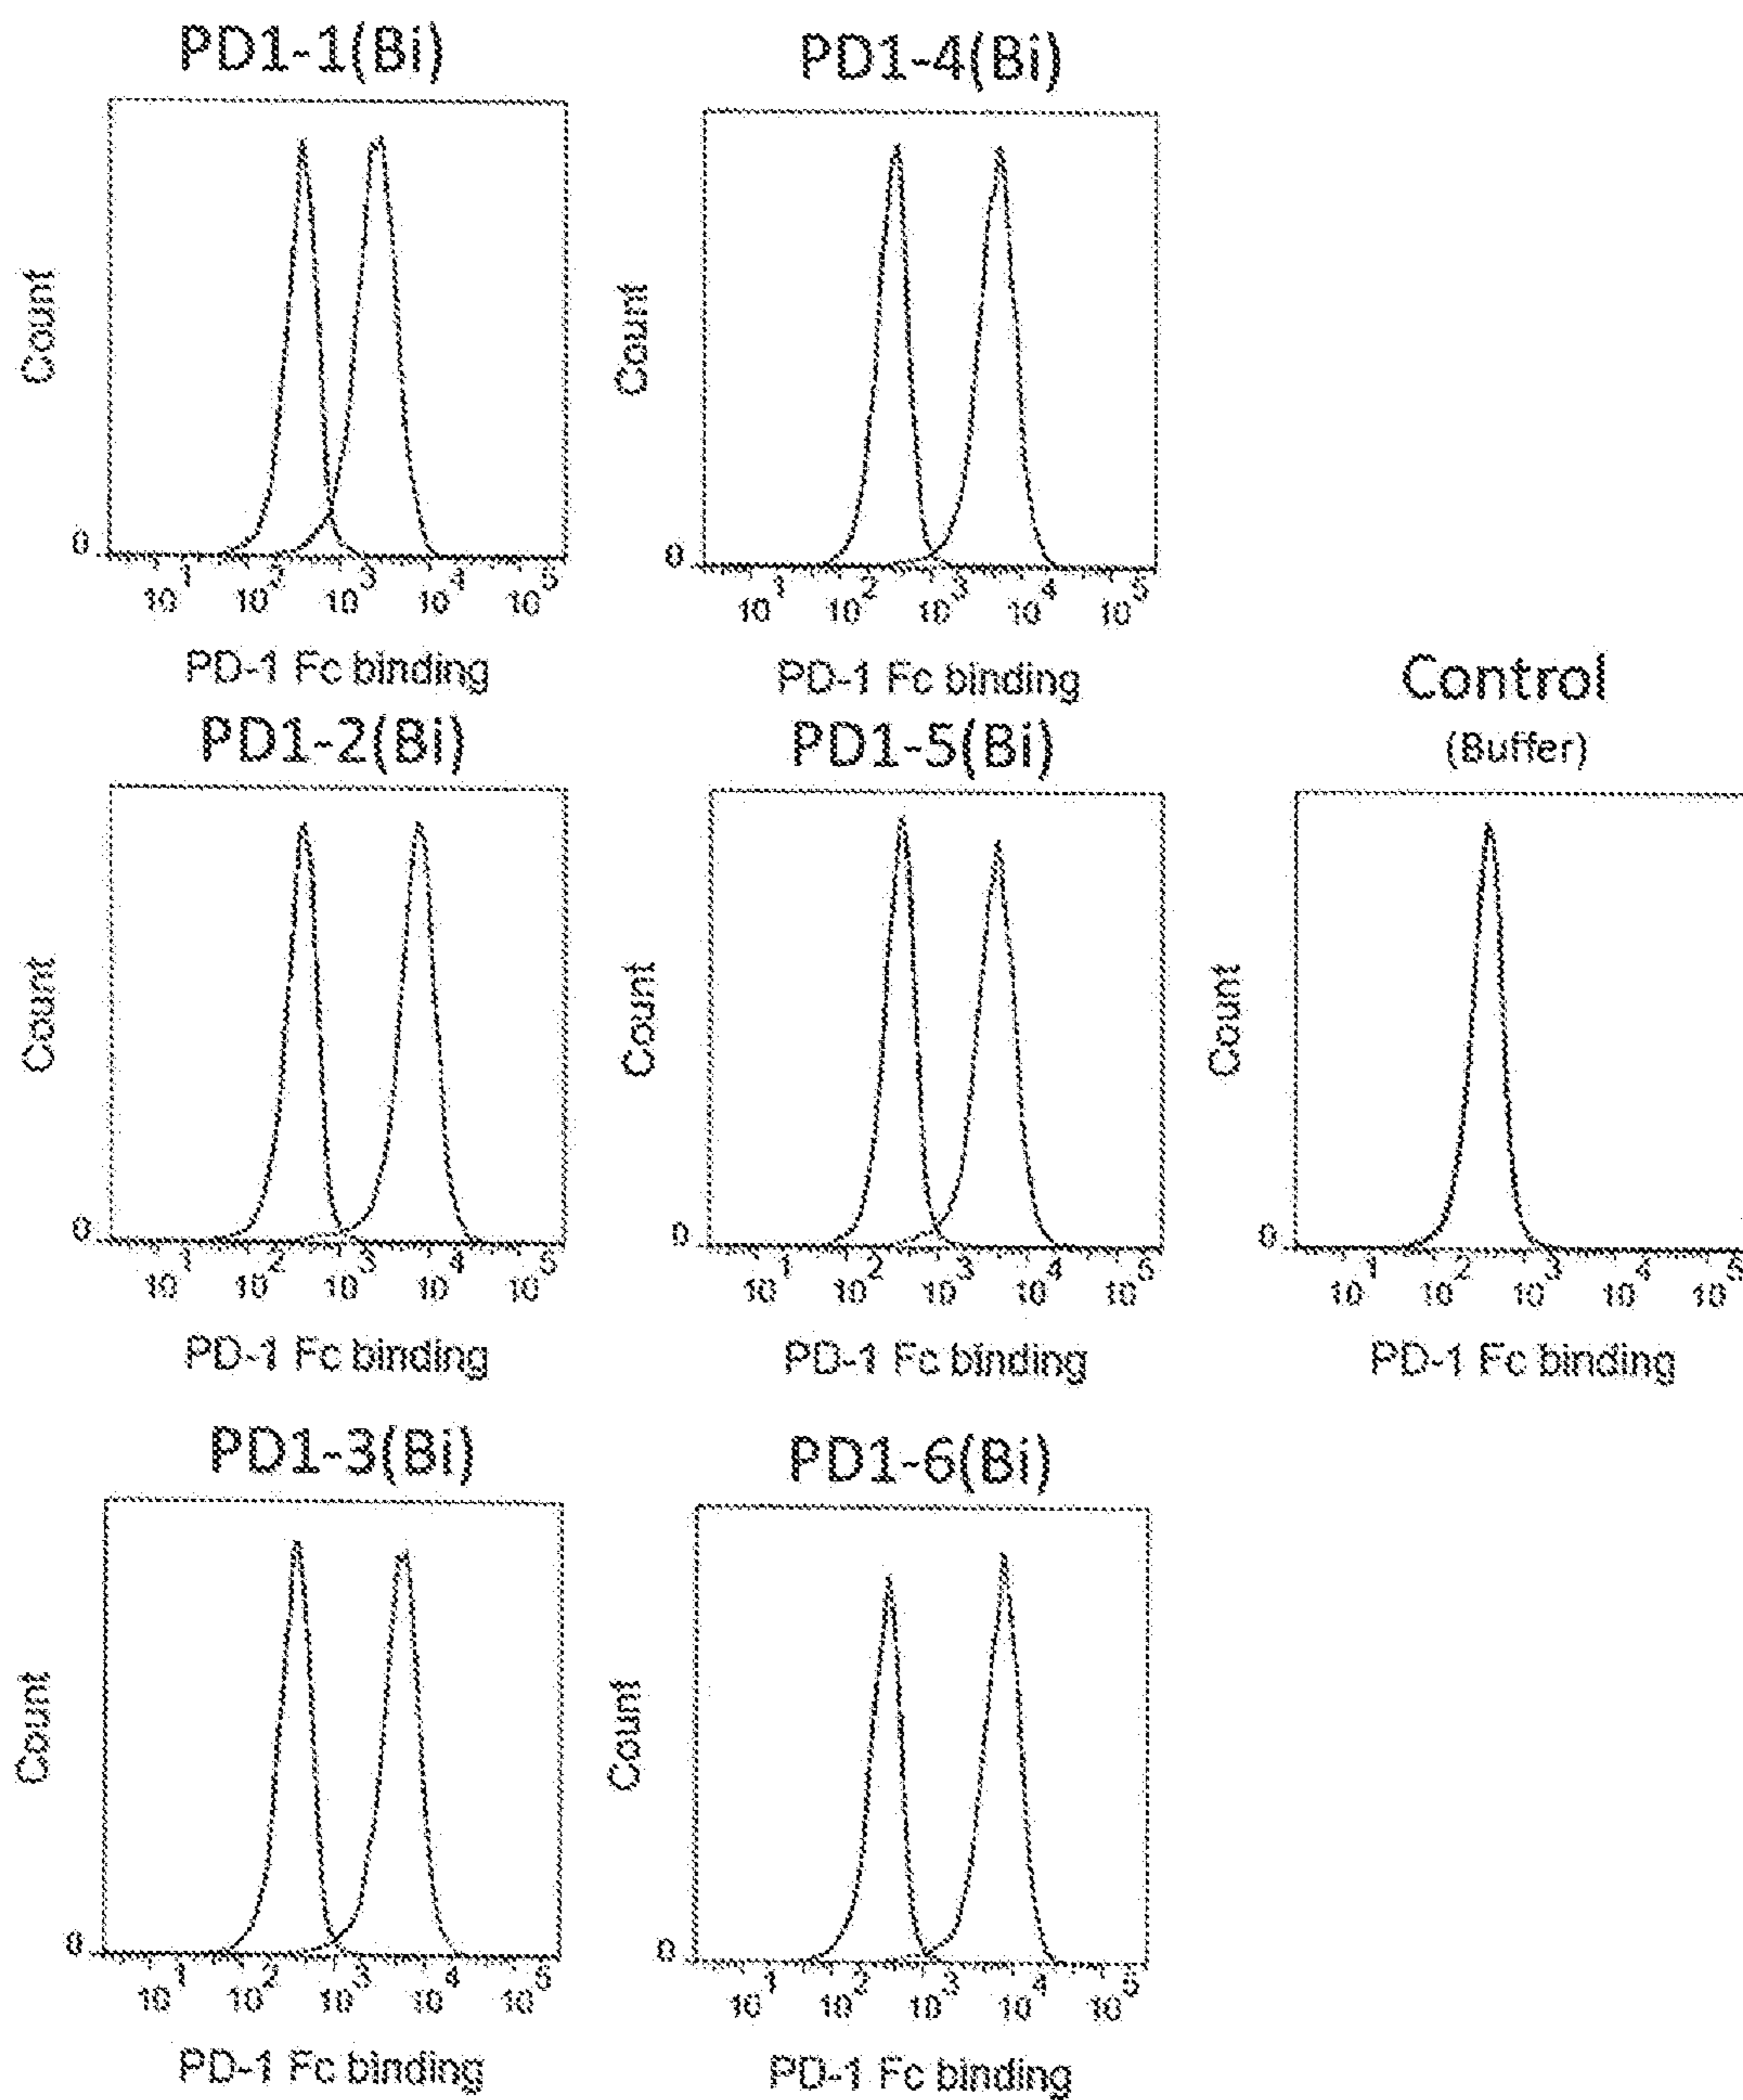 PD1-1(Bi)
Count
0
10^1 10^2 10^3 10^4 10^5
PD-1 Fc binding
PD1-4(Bi)
Count
0
10^1 10^2 10^3 10^4 10^5
PD-1 Fc binding
PD1-2(Bi)
Count
0
10^1 10^2 10^3 10^4 10^5
PD-1 Fc binding
PD1-5(Bi)
Count
0
10^1 10^2 10^3 10^4 10^5
PD-1 Fc binding
Control
(Buffer)
Count
0
10^1 10^2 10^3 10^4 10^5
PD-1 Fc binding
PD1-3(Bi)
Count
0
10^1 10^2 10^3 10^4 10^5
PD-1 Fc binding
PD1-6(Bi)
Count
0
10^1 10^2 10^3 10^4 10^5
PD-1 Fc binding